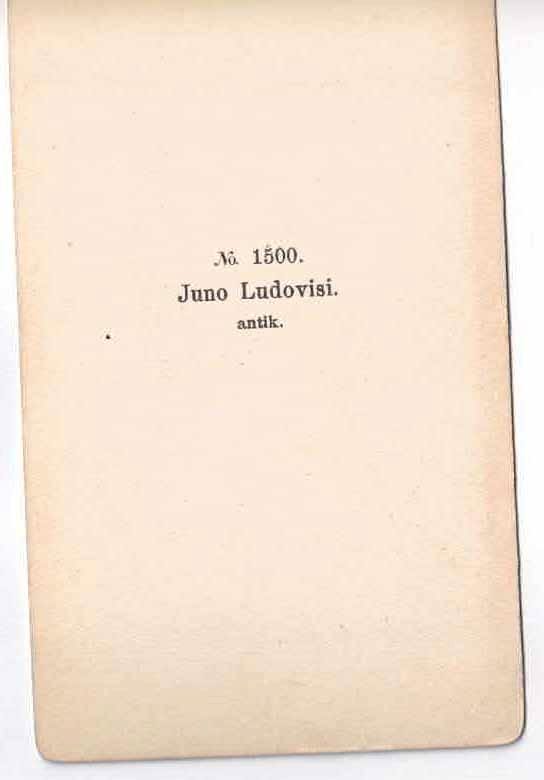 № 1500.
Juno Ludovisi.
antik.